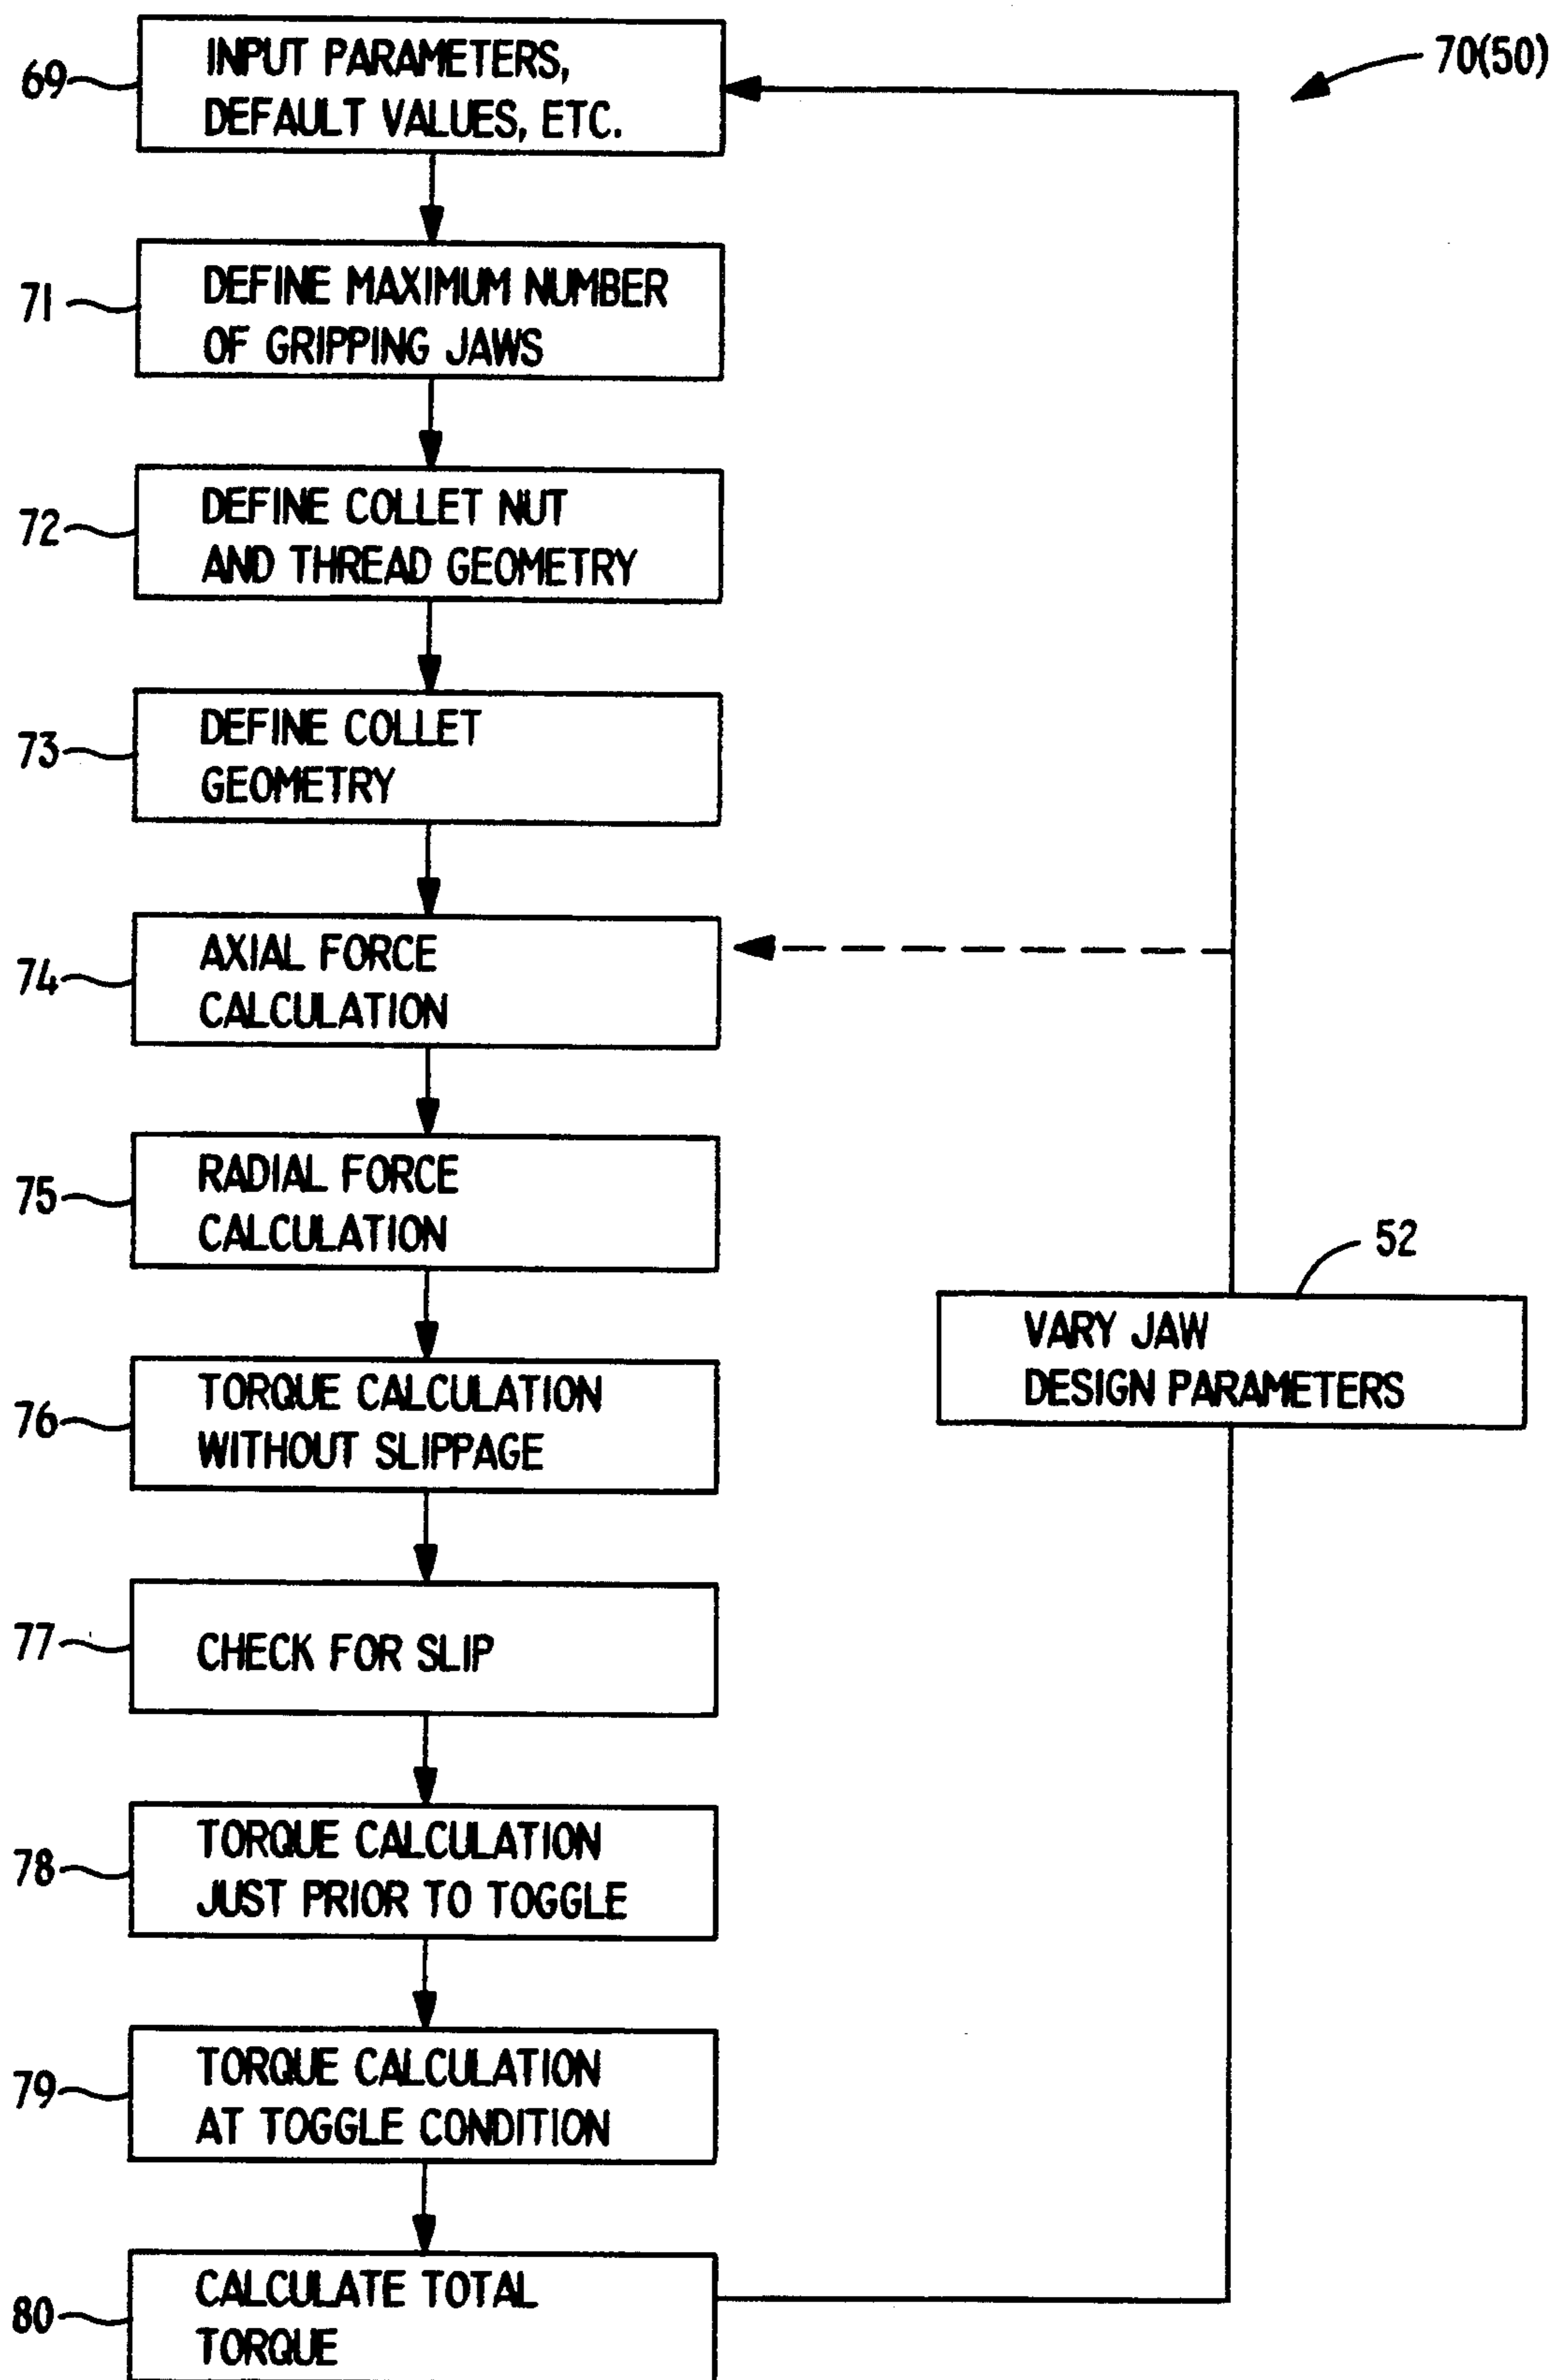 70(50)
69
INPUT PARAMETERS,
DEFAULT VALUES, ETC.
71
DEFINE MAXIMUM NUMBER
OF GRIPPING JAWS
72
DEFINE COLLET NUT
AND THREAD GEOMETRY
73
DEFINE COLLET
GEOMETRY
74
AXIAL FORCE
CALCULATION
75
RADIAL FORCE
CALCULATION
52
VARY JAW
DESIGN PARAMETERS
76
TORQUE CALCULATION
WITHOUT SLIPPAGE
77
CHECK FOR SLIP
78
TORQUE CALCULATION
JUST PRIOR TO TOGGLE
79
TORQUE CALCULATION
AT TOGGLE CONDITION
80
CALCULATE TOTAL
TORQUE